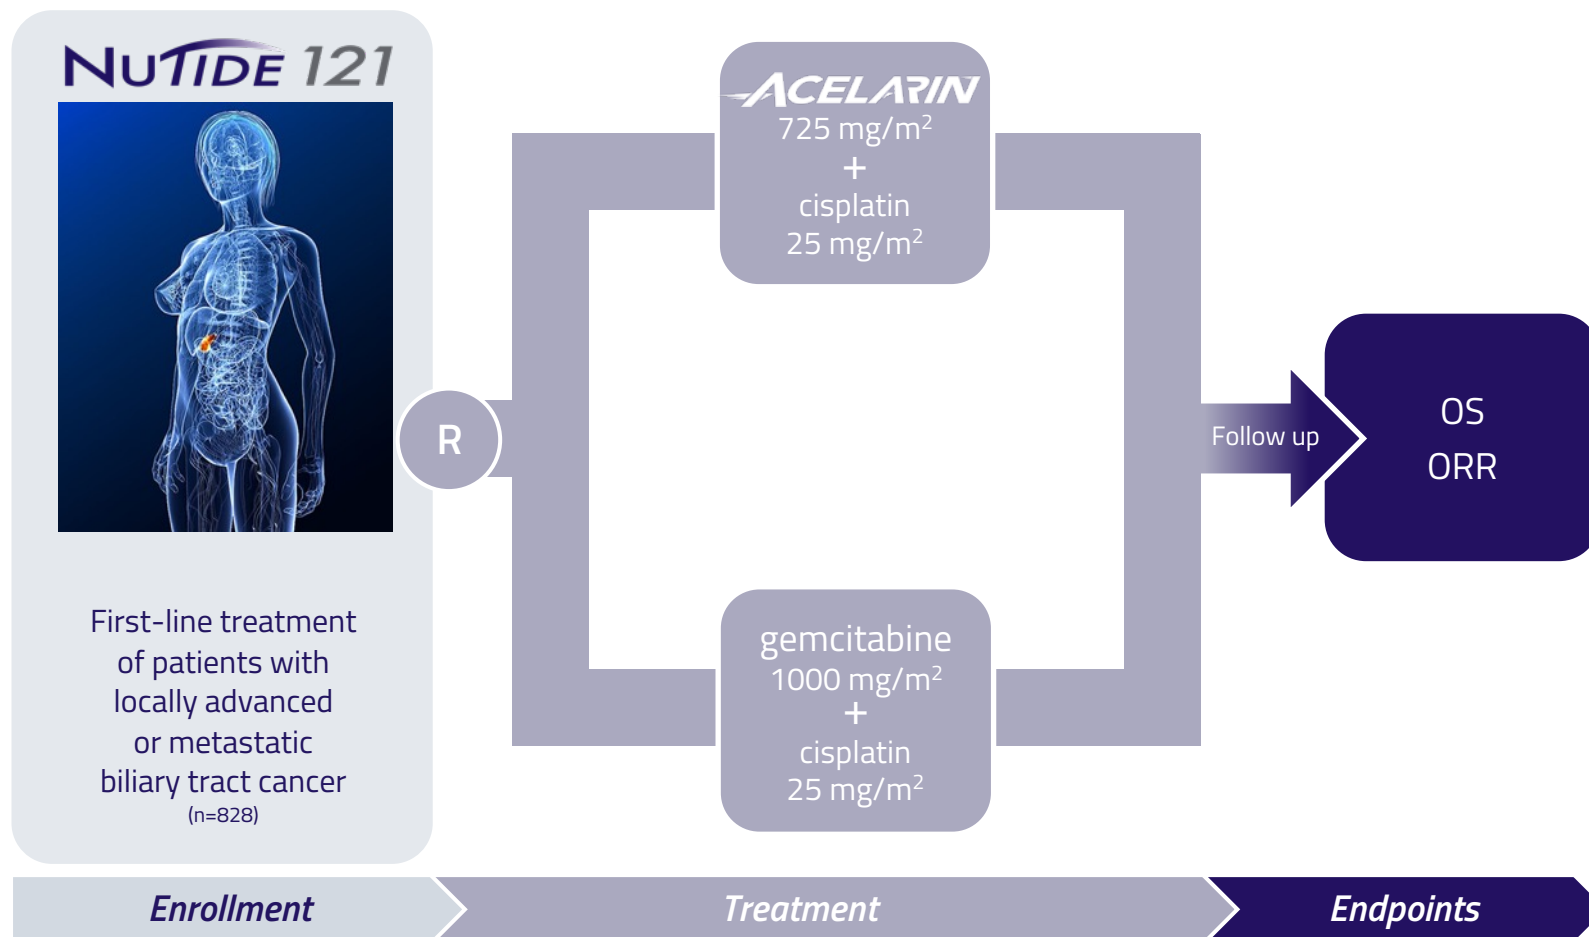 NUTIDE 121
First-line treatment
of patients with
locally advanced
or metastatic
biliary tract cancer
(n=828)
R
ACELARIN
725 mg/m²
+
cisplatin
25 mg/m²
gemcitabine
1000 mg/m²
+
cisplatin
25 mg/m²
Follow up
OS
ORR
Enrollment
Treatment
Endpoints